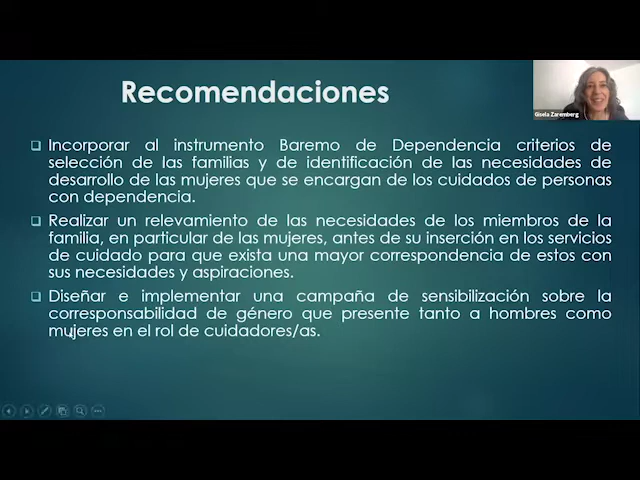 Recomendaciones
Gisela Zaremberg
Incorporar al instrumento Baremo de Dependencia criterios de
selección de las familias y de identificación de las necesidades de
desarrollo de las mujeres que se encargan de los cuidados de personas
con dependencia.
Realizar un relevamiento de las necesidades de los miembros de la
familia, en particular de las mujeres, antes de su inserción en los servicios
de cuidado para que exista una mayor correspondencia de estos con
sus necesidades y aspiraciones.
Diseñar e implementar una campaña de sensibilización sobre la
corresponsabilidad de género que presente tanto a hombres como
mujeres en el rol de cuidadores/as.